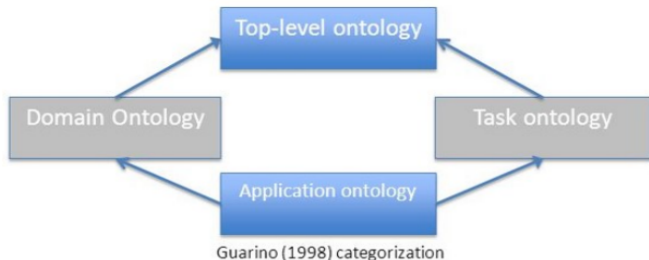 Top-level ontology
Domain Ontology
Task ontology
Application ontology
Guarino (1998) categorization